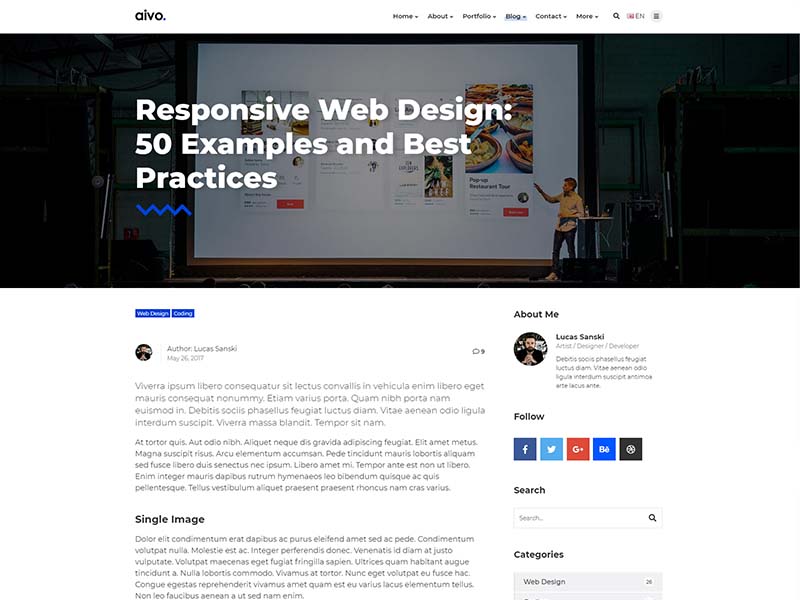 aivo.
Home About Portfolio Blog Contact More EN
Responsive Web Design:
50 Examples and Best
Practices
Pop-up
Restaurant Tour
Web Design Coding
Author: Lucas Sanski
May 26, 2017
9
Viverra ipsum libero consequatur sit lectus convallis in vehicula enim libero eget
mauris consequat nonummy. Etiam varius porta. Quam nibh porta nam
euismod in. Debitis sociis phasellus feugiat luctus diam. Vitae aenean odio ligula
interdum suscipit. Viverra massa blandit. Tempor sit nam.
At tortor quis. Aut odio nibh. Aliquet neque dis gravida adipiscing feugiat. Elit amet metus.
Magna suscipit risus. Arcu elementum accumsan. Pede tincidunt mauris lobortis aliquam
sed fusce libero duis senectus nec ipsum. Libero amet mi. Tempor ante est non ut libero.
Enim integer mauris dapibus rutrum hymenaeos leo bibendum quisque ac quis
pellentesque. Tellus vestibulum aliquet praesent praesent rhoncus nam cras varius.
Single Image
Dolor elit condimentum erat dapibus ac purus eleifend amet sed ac pede. Condimentum
volutpat nulla. Molestie est ac. Integer perferendis donec. Venenatis id diam at justo
vulputate. Volutpat maecenas eget fugiat fringilla sapien. Ultrices quam habitant augue
tincidunt a. Nulla lobortis commodo. Vivamus at tortor. Nunc eget volutpat eu fusce hac.
Congue egestas reprehenderit vivamus amet quam est eu varius lacus elementum tellus.
Non leo faucibus aenean a ut sed nam enim.
About Me
Lucas Sanski
Artist / Designer / Developer
Debitis sociis phasellus feugiat
luctus diam. Vitae aenean odio
ligula interdum suscipit antimoa
arte lacus ante.
Follow
f G+ Bē
Search
Search...
Categories
Web Design 26